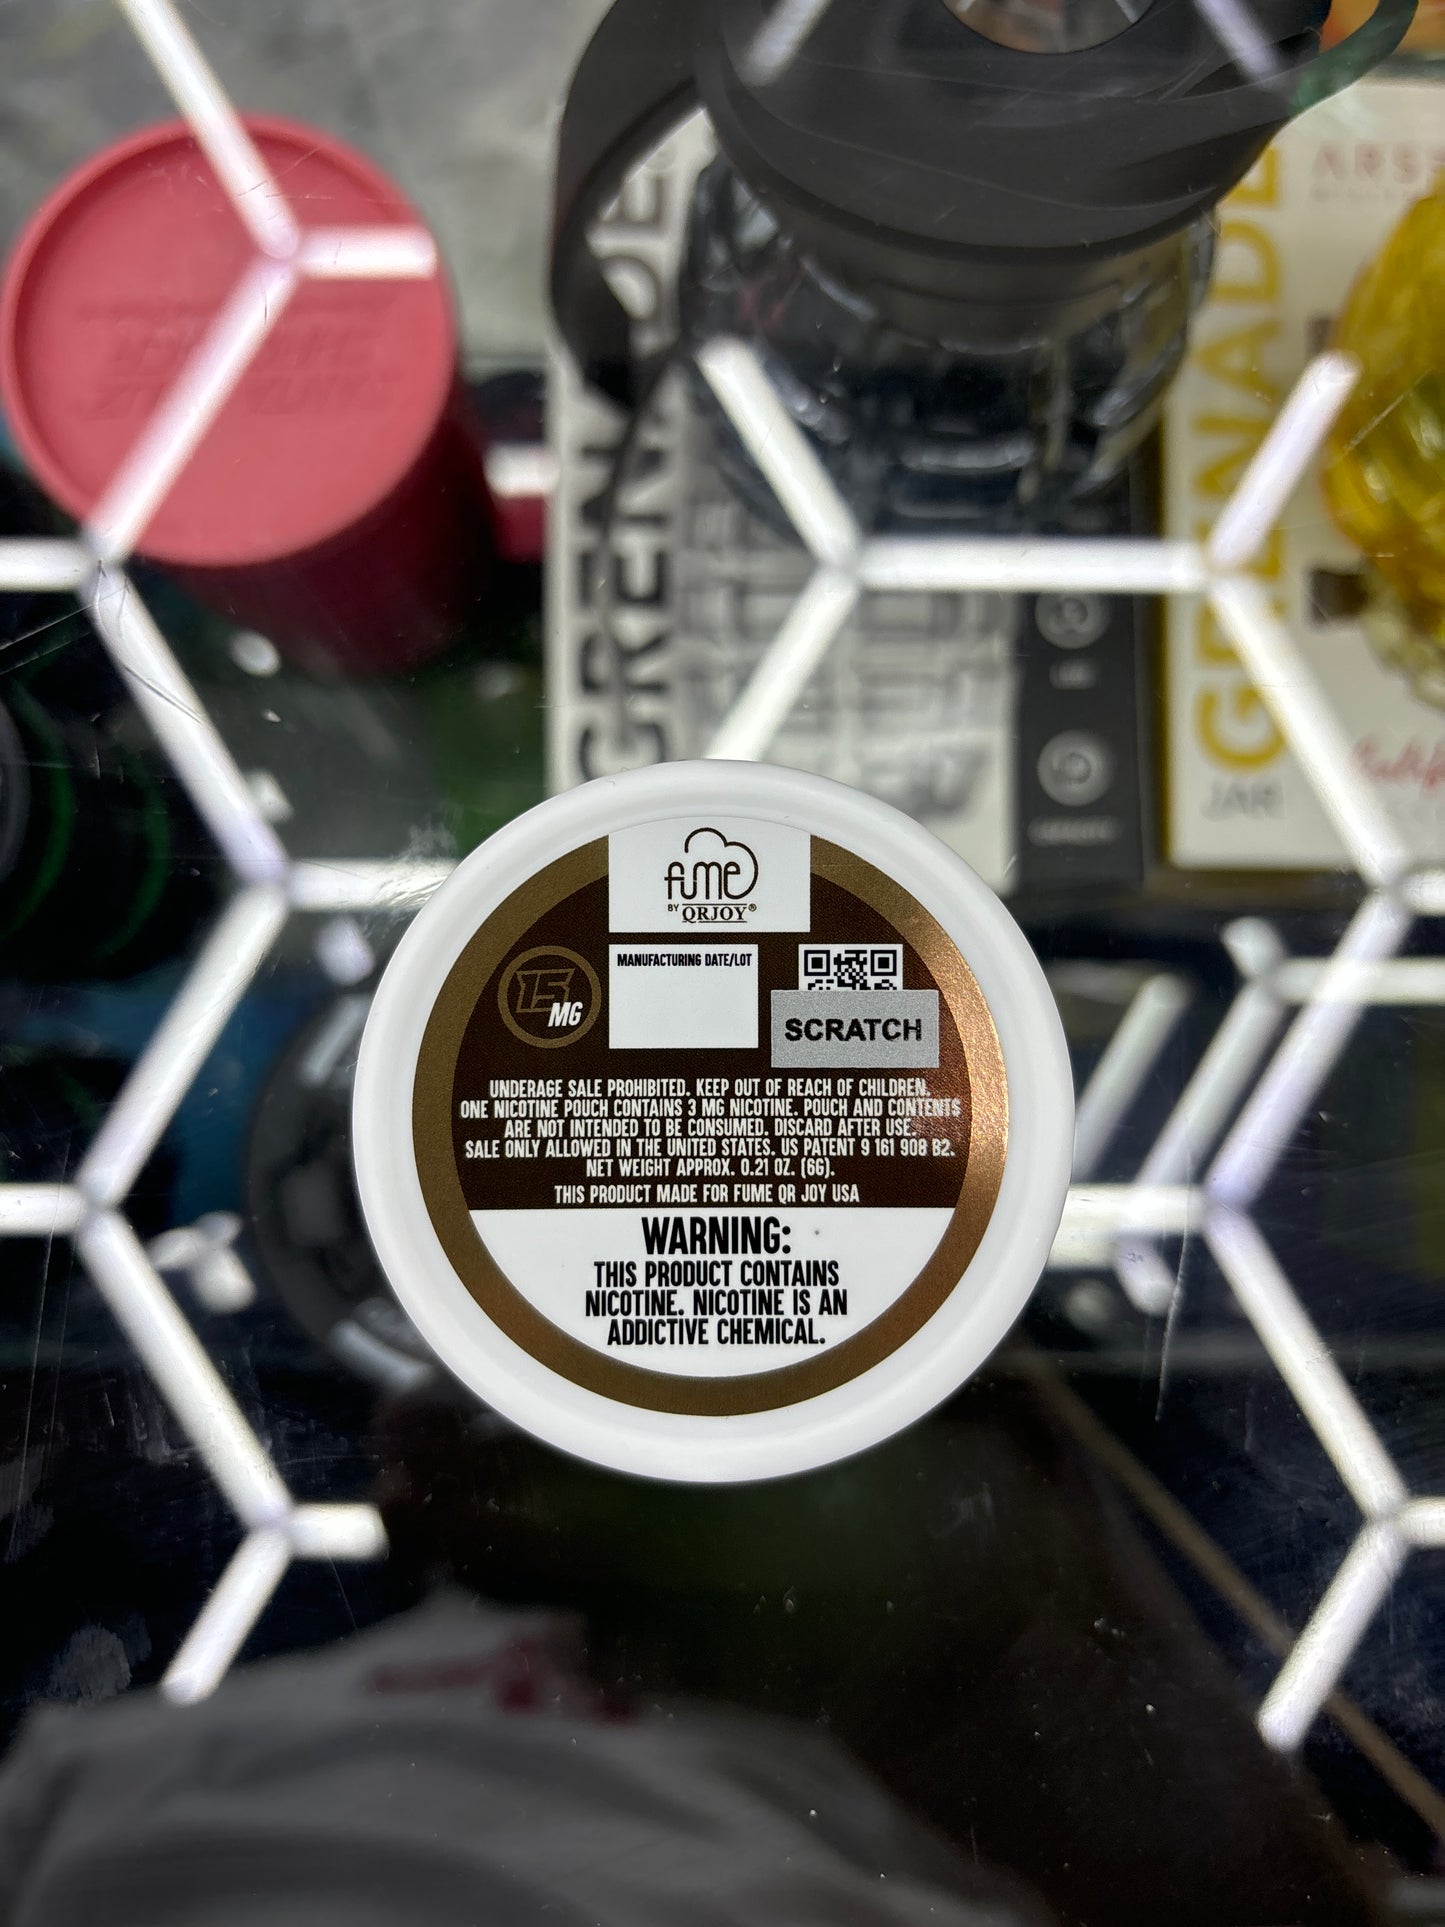 ARSE
GRENADE
GRENADE
JAR
fume
BY QRJOY®
15 MG
MANUFACTURING DATE/LOT
SCRATCH
UNDERAGE SALE PROHIBITED. KEEP OUT OF REACH OF CHILDREN.
ONE NICOTINE POUCH CONTAINS 3 MG NICOTINE. POUCH AND CONTENTS
ARE NOT INTENDED TO BE CONSUMED. DISCARD AFTER USE.
SALE ONLY ALLOWED IN THE UNITED STATES. US PATENT 9 161 908 B2.
NET WEIGHT APPROX. 0.21 OZ. (6G).
THIS PRODUCT MADE FOR FUME QR JOY USA
WARNING:
THIS PRODUCT CONTAINS
NICOTINE. NICOTINE IS AN
ADDICTIVE CHEMICAL.